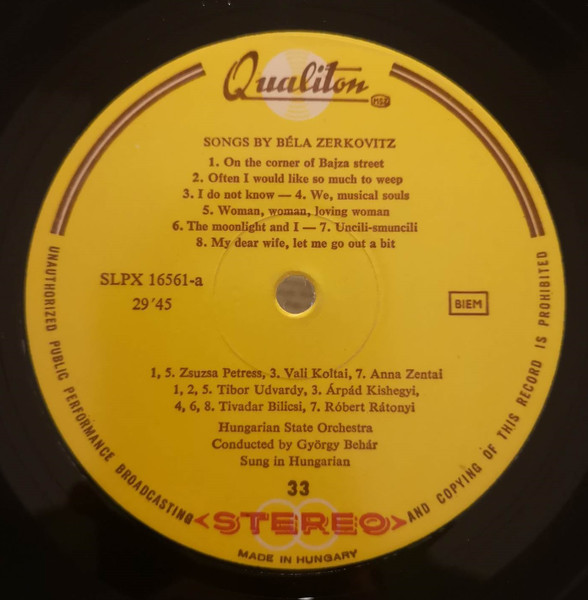 Qualiton
MSZ
SONGS BY BÉLA ZERKOVITZ
1. On the corner of Bajza street
2. Often I would like so much to weep
3. I do not know — 4. We, musical souls
5. Woman, woman, loving woman
6. The moonlight and I — 7. Uncili-smuncili
8. My dear wife, let me go out a bit
SLPX 16561-a
29'45
BIEM
1, 5. Zsuzsa Petress, 3. Vali Koltai, 7. Anna Zentai
1, 2, 5. Tibor Udvardy, 3. Árpád Kishegyi,
4, 6, 8. Tivadar Bilicsi, 7. Róbert Rátonyi
Hungarian State Orchestra
Conducted by György Behár
Sung in Hungarian
33
STEREO
MADE IN HUNGARY
UNAUTHORIZED PUBLIC PERFORMANCE BROADCASTING AND COPYING OF THIS RECORD IS PROHIBITED